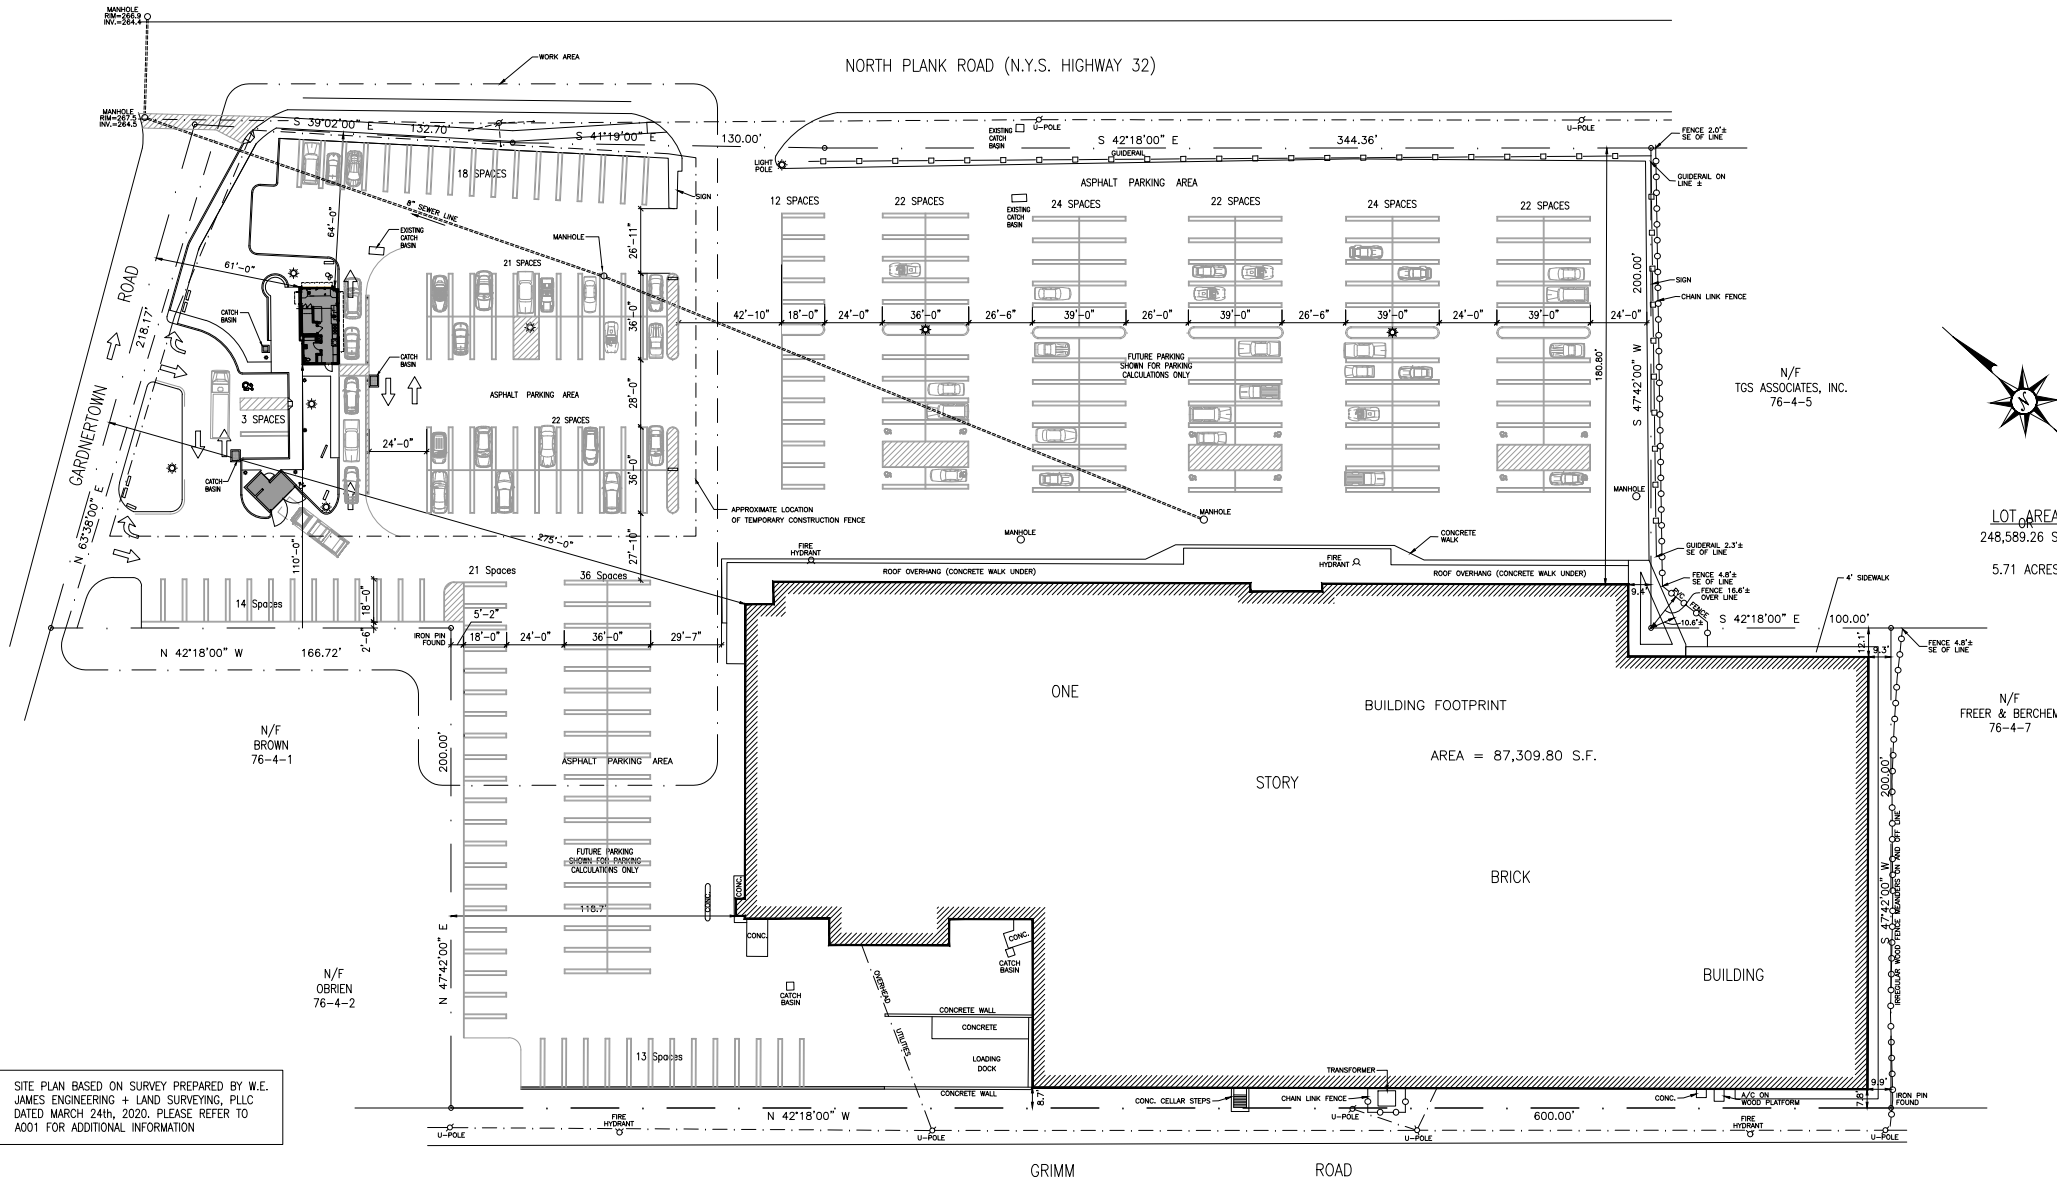 MANHOLE
RIM=266.9
INV.=264.4
WORK AREA
NORTH PLANK ROAD (N.Y.S. HIGHWAY 32)
MANHOLE
RIM=267.5
INV.=264.5
S 39°02'00" E
132.70'
S 41°19'00" E
130.00'
EXISTING
CATCH
BASIN
U-POLE
S 42°18'00" E
344.36'
U-POLE
FENCE 2.0'±
SE OF LINE
LIGHT
POLE
GUIDERAIL
GUIDERAIL ON
LINE ±
18 SPACES
SIGN
ASPHALT PARKING AREA
12 SPACES
22 SPACES
EXISTING
CATCH
BASIN
24 SPACES
22 SPACES
24 SPACES
22 SPACES
8" SEWER LINE
64'-0"
EXISTING
CATCH
BASIN
MANHOLE
26'-11"
61'-0"
21 SPACES
200.00'
SIGN
CHAIN LINK FENCE
ROAD
218.17'
CATCH
BASIN
36'-0"
42'-10"
18'-0"
24'-0"
36'-0"
26'-6"
39'-0"
26'-0"
39'-0"
26'-6"
39'-0"
24'-0"
39'-0"
24'-0"
CATCH
BASIN
FUTURE PARKING
SHOWN FOR PARKING
CALCULATIONS ONLY
180.80'
S 47°42'00" W
N/F
TGS ASSOCIATES, INC.
76-4-5
N
GARDNERTOWN
ASPHALT PARKING AREA
28'-0"
3 SPACES
22 SPACES
24'-0"
36'-0"
CATCH
BASIN
N 63°38'00" E
MANHOLE
MANHOLE
APPROXIMATE LOCATION
OF TEMPORARY CONSTRUCTION FENCE
LOT AREA
OR
248,589.26 S
5.71 ACRES
275'-0"
27'-10"
110'-0"
MANHOLE
FIRE
HYDRANT
CONCRETE
WALK
FIRE
HYDRANT
GUIDERAIL 2.3'±
SE OF LINE
21 Spaces
36 Spaces
ROOF OVERHANG (CONCRETE WALK UNDER)
ROOF OVERHANG (CONCRETE WALK UNDER)
FENCE 4.8'±
SE OF LINE
4' SIDEWALK
FENCE 16.6'±
OVER LINE
PVC FENCE
9.4'
10.6'±
14 Spaces
18'-0"
2'-6"
5'-2"
S 42°18'00" E
100.00'
IRON PIN
FOUND
18'-0"
24'-0"
36'-0"
29'-7"
N 42°18'00" W
166.72'
12.1'
9.3'
FENCE 4.8'±
SE OF LINE
ONE
BUILDING FOOTPRINT
N/F
FREER & BERCHEM
76-4-7
N/F
BROWN
76-4-1
200.00'
ASPHALT PARKING AREA
AREA = 87,309.80 S.F.
STORY
200.00'
FUTURE PARKING
SHOWN FOR PARKING
CALCULATIONS ONLY
BRICK
CONC.
CONC.
118.7'
S 47°42'00" W
IRREGULAR WOOD FENCE MEANDERS ON AND OFF LINE
CONC.
CONC.
CATCH
BASIN
N 47°42'00" E
N/F
OBRIEN
76-4-2
BUILDING
OVERHEAD
UTILITIES
CATCH
BASIN
CONCRETE WALL
CONCRETE
13 Spaces
LOADING
DOCK
TRANSFORMER
SITE PLAN BASED ON SURVEY PREPARED BY W.E.
JAMES ENGINEERING + LAND SURVEYING, PLLC
DATED MARCH 24th, 2020. PLEASE REFER TO
A001 FOR ADDITIONAL INFORMATION
CONCRETE WALL
8.7'
CONC. CELLAR STEPS
CHAIN LINK FENCE
CONC.
A/C ON
WOOD PLATFORM
9.9'
7.8'
IRON PIN
FOUND
N 42°18'00" W
600.00'
U-POLE
FIRE
HYDRANT
U-POLE
U-POLE
U-POLE
FIRE
HYDRANT
U-POLE
GRIMM
ROAD